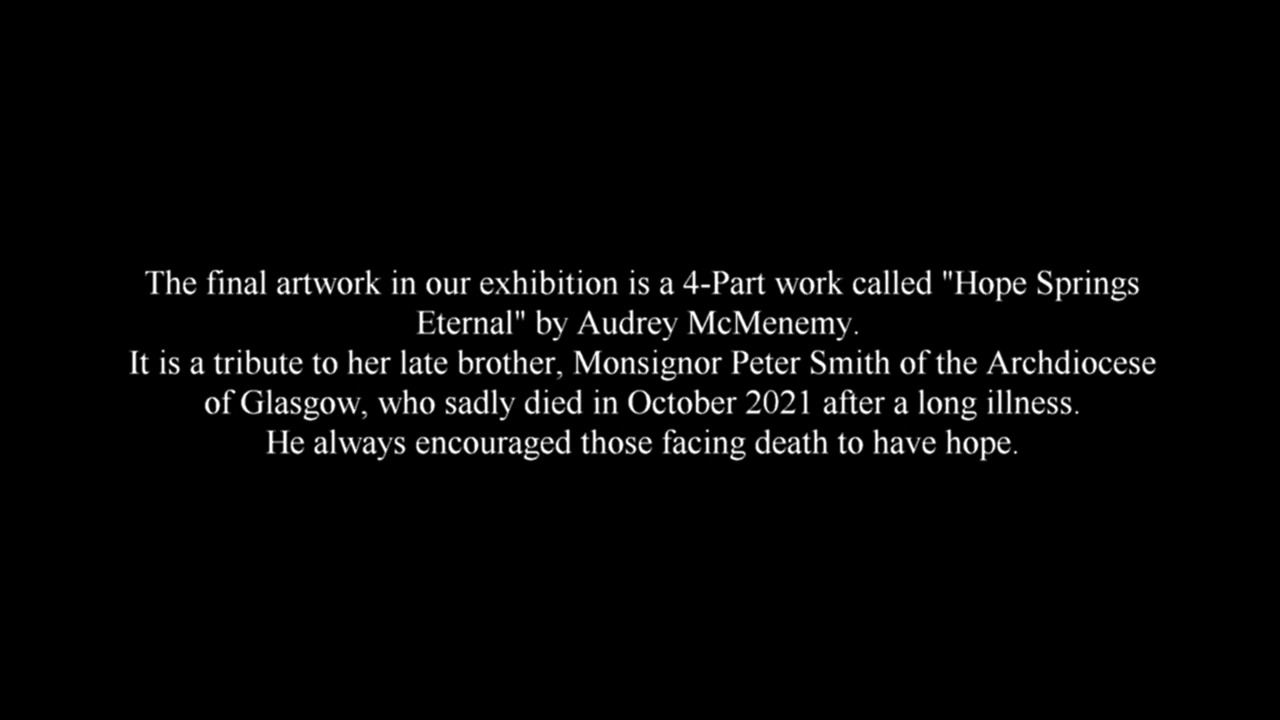 The final artwork in our exhibition is a 4-Part work called "Hope Springs
Eternal" by Audrey McMenemy.
It is a tribute to her late brother, Monsignor Peter Smith of the Archdiocese
of Glasgow, who sadly died in October 2021 after a long illness.
He always encouraged those facing death to have hope.